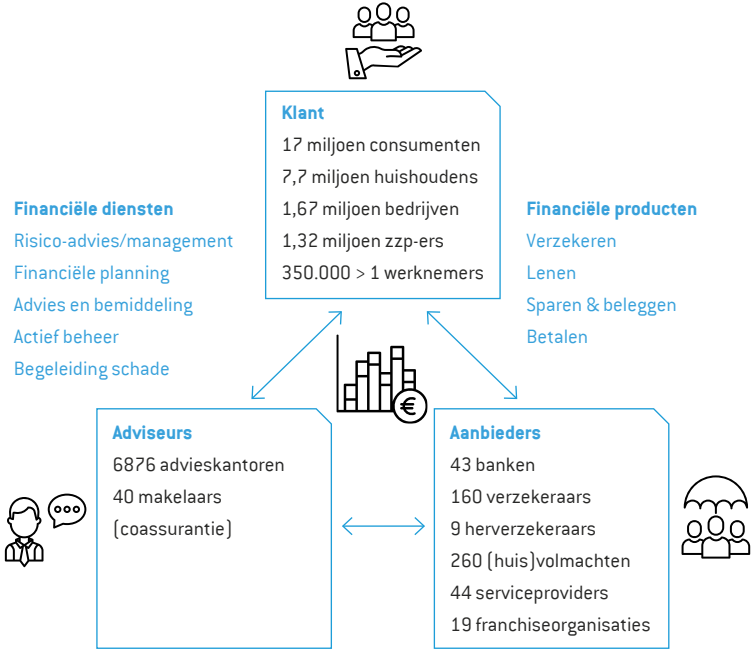 Klant
17 miljoen consumenten
7,7 miljoen huishoudens
1,67 miljoen bedrijven
1,32 miljoen zzp-ers
350.000 > 1 werknemers
Financiële diensten
Risico-advies/management
Financiële planning
Advies en bemiddeling
Actief beheer
Begeleiding schade
Financiële producten
Verzekeren
Lenen
Sparen & beleggen
Betalen
€
Adviseurs
6876 advieskantoren
40 makelaars
(coassurantie)
Aanbieders
43 banken
160 verzekeraars
9 herverzekeraars
260 (huis)volmachten
44 serviceproviders
19 franchiseorganisaties